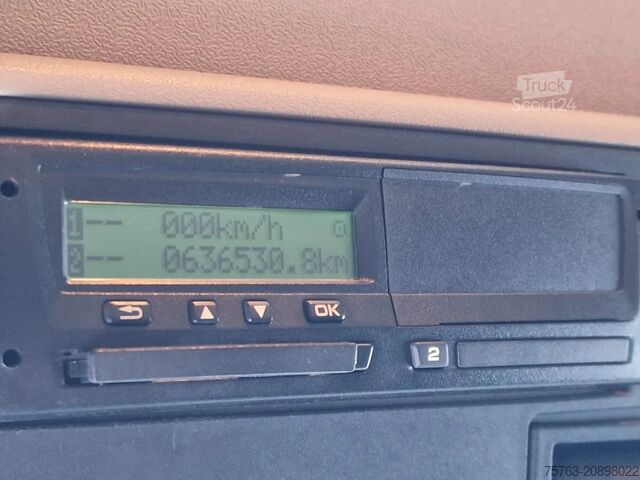 Truck
Scout24
1 -- 000km/h
2 -- 0636530.8km
OK
2
75763-20898022